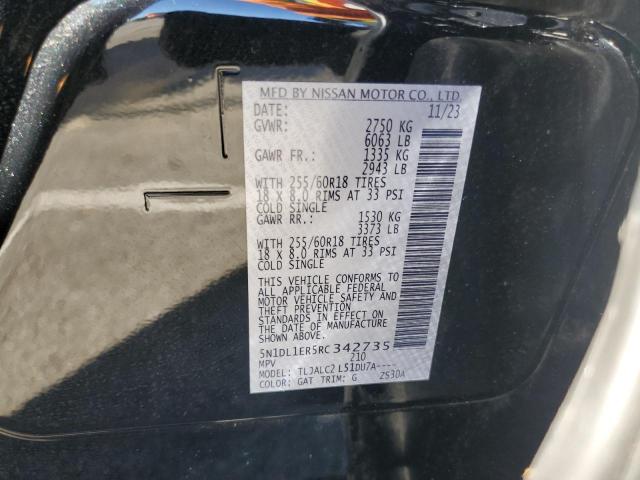 MFD BY NISSAN MOTOR CO., LTD.
DATE: 11/23
GVWR: 2750 KG
6063 LB
GAWR FR.: 1335 KG
2943 LB
WITH 255/60R18 TIRES
18 X 8.0 RIMS AT 33 PSI
COLD SINGLE
GAWR RR.: 1530 KG
3373 LB
WITH 255/60R18 TIRES
18 X 8.0 RIMS AT 33 PSI
COLD SINGLE
THIS VEHICLE CONFORMS TO
ALL APPLICABLE FEDERAL
MOTOR VEHICLE SAFETY AND
THEFT PREVENTION
STANDARDS IN EFFECT ON
THE DATE OF MANUFACTURE
5N1DL1ER5RC342735
MPV 210
MODEL: TLJALC2 L51DU7A----
COLOR: GAT TRIM: G 2S30A